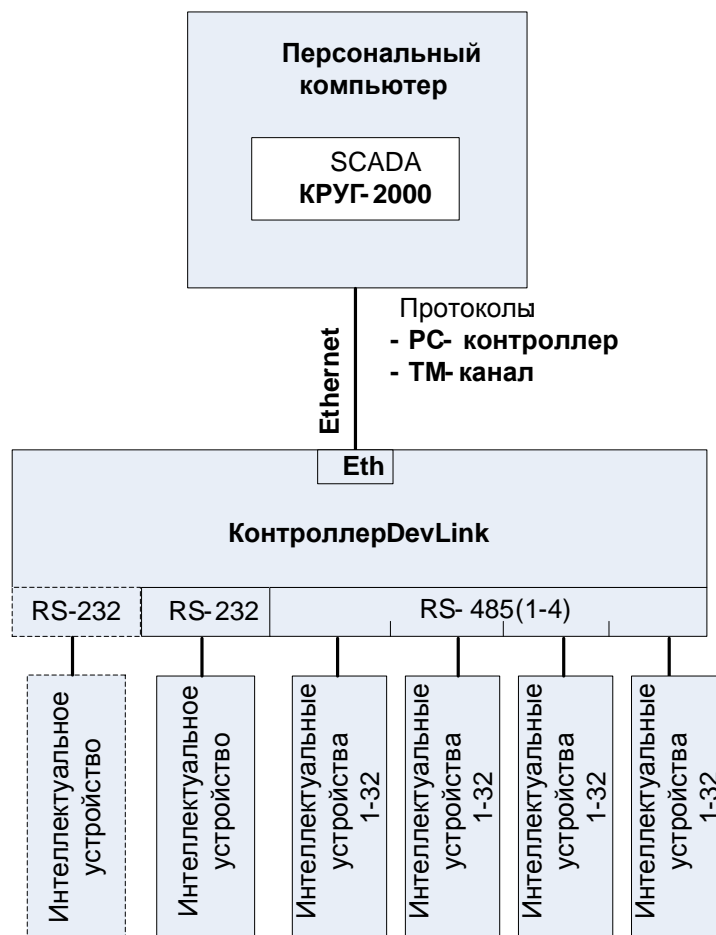 Персональный
компьютер
SCADA
КРУГ-2000
Ethernet
Протоколы
- PC- контроллер
- ТМ- канал
Eth
КонтроллерDevLink
RS-232
RS-232
RS-485(1-4)
Интеллектуальное
устройство
Интеллектуальное
устройство
Интеллектуальные
устройства
1-32
Интеллектуальные
устройства
1-32
Интеллектуальные
устройства
1-32
Интеллектуальные
устройства
1-32